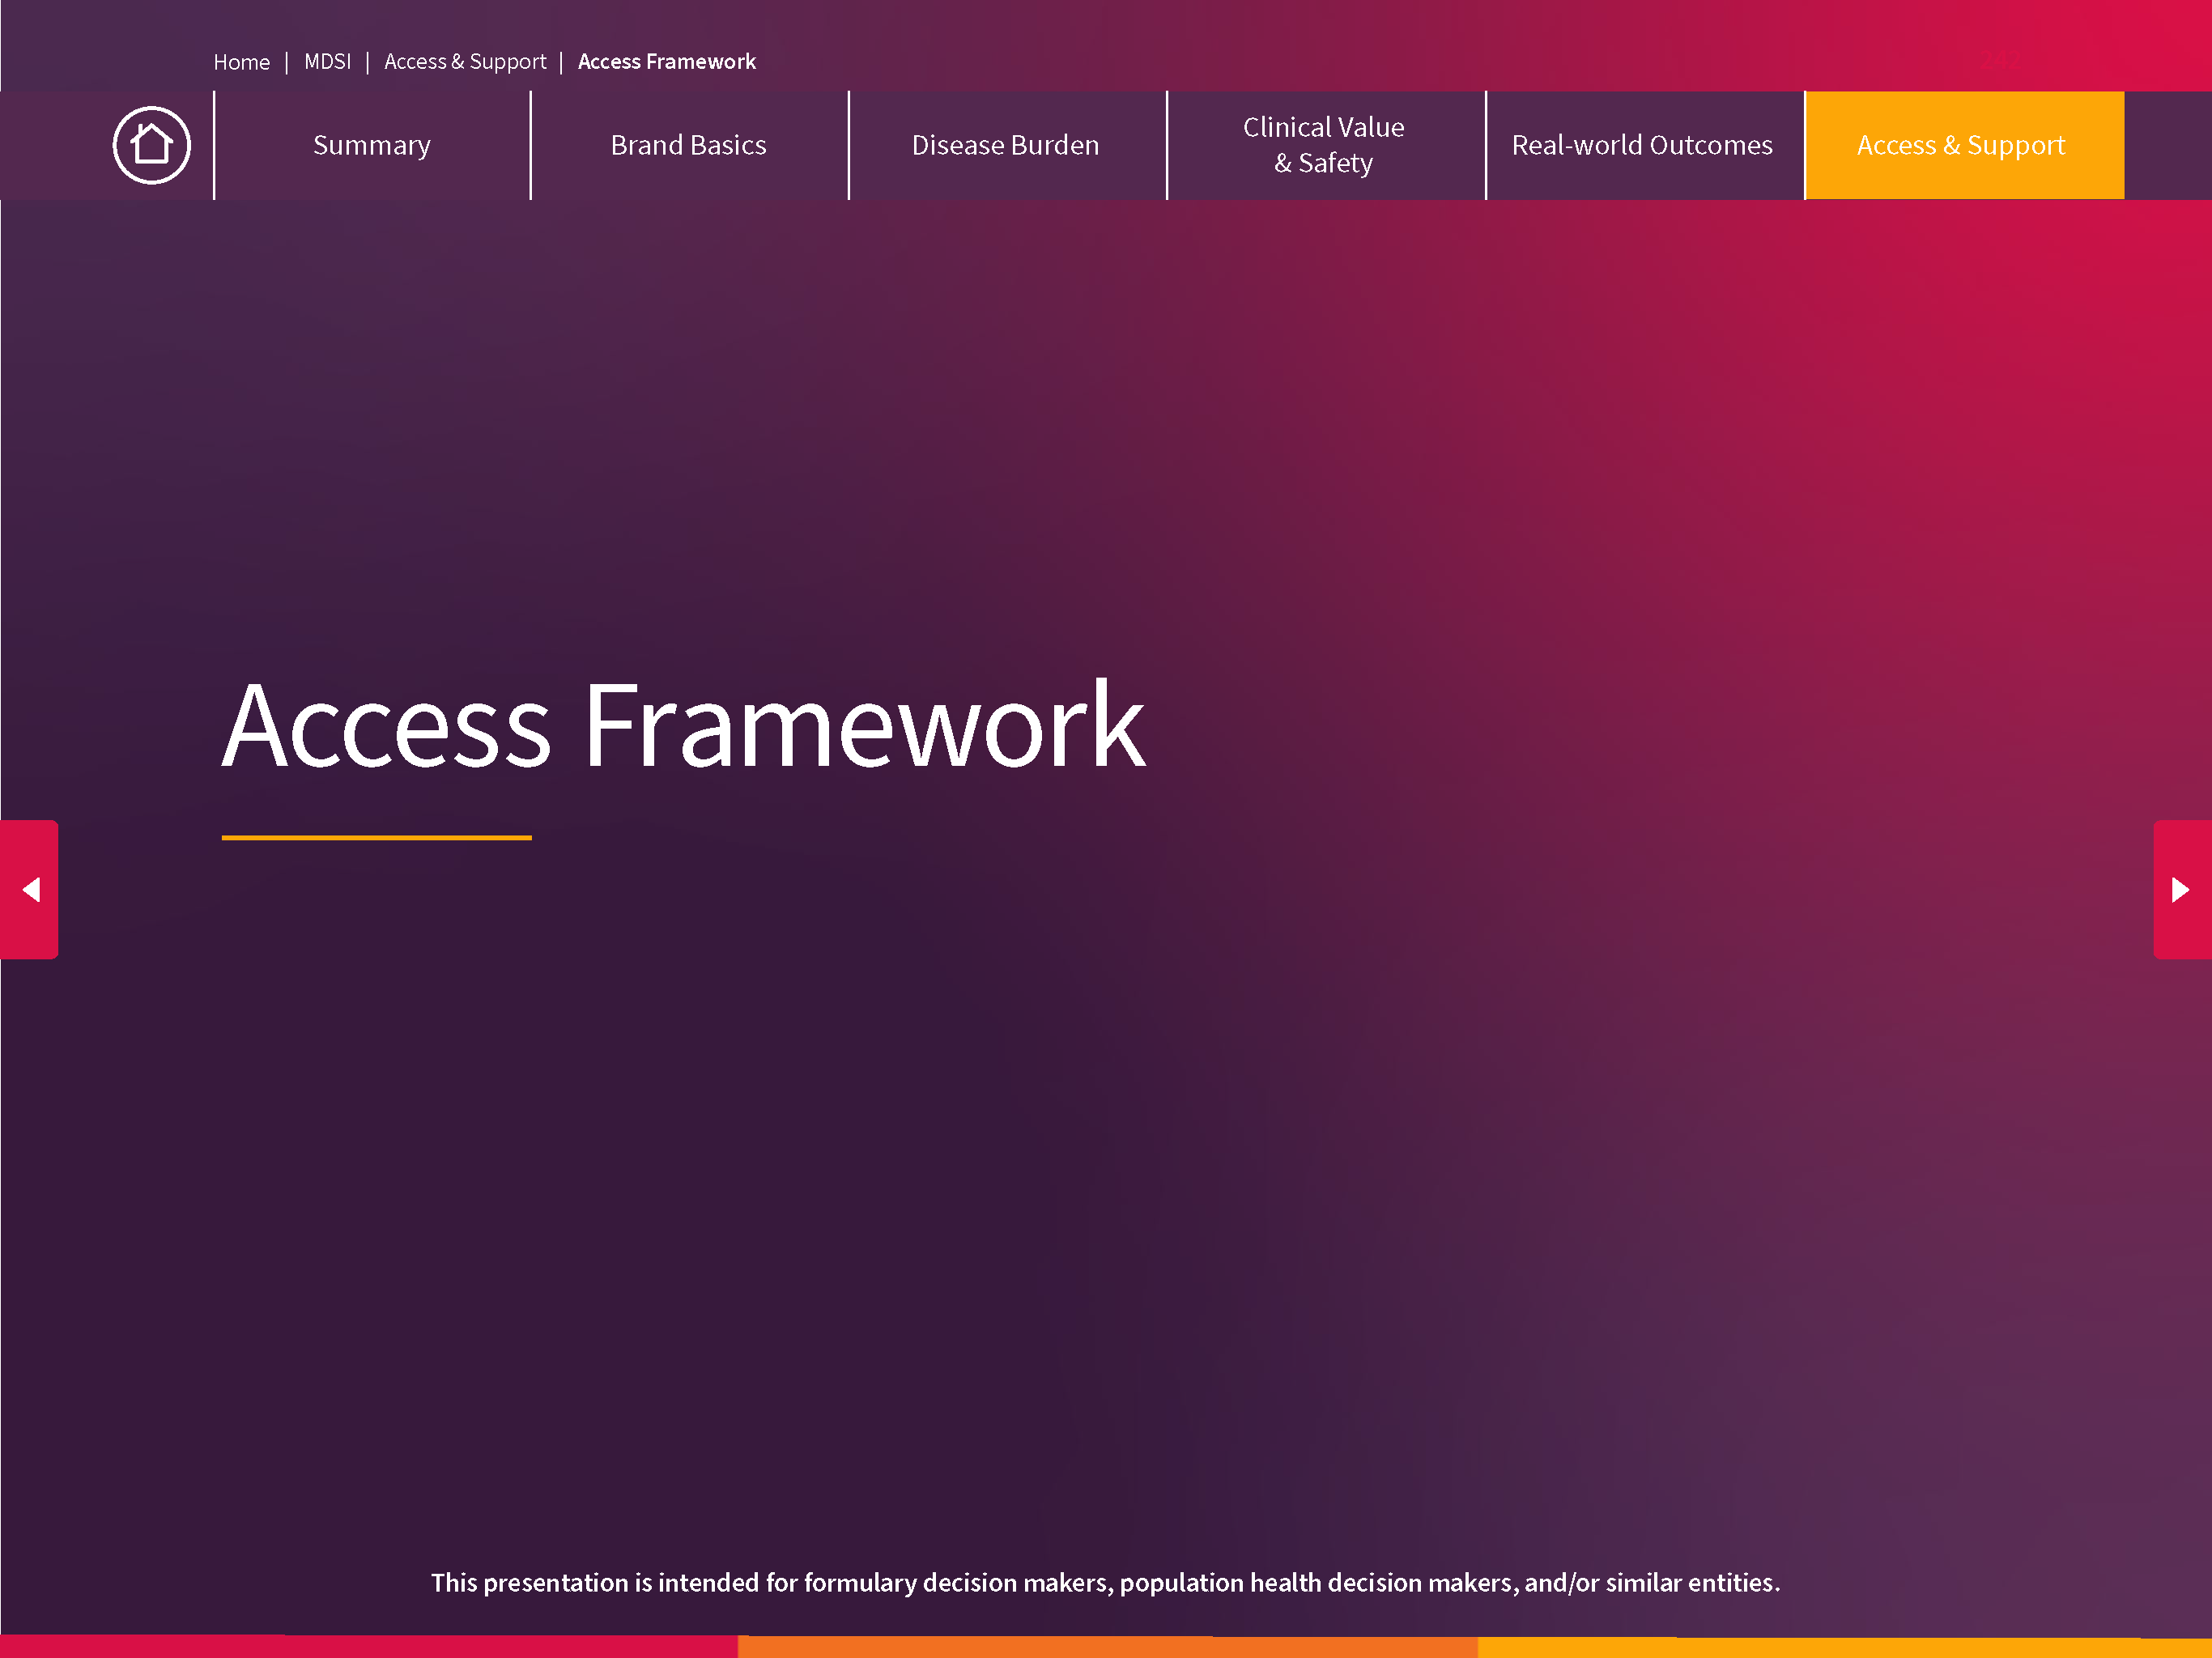 Home | MDSI | Access & Support | Access Framework
242
Summary
Brand Basics
Disease Burden
Clinical Value
& Safety
Real-world Outcomes
Access & Support
Access Framework
This presentation is intended for formulary decision makers, population health decision makers, and/or similar entities.